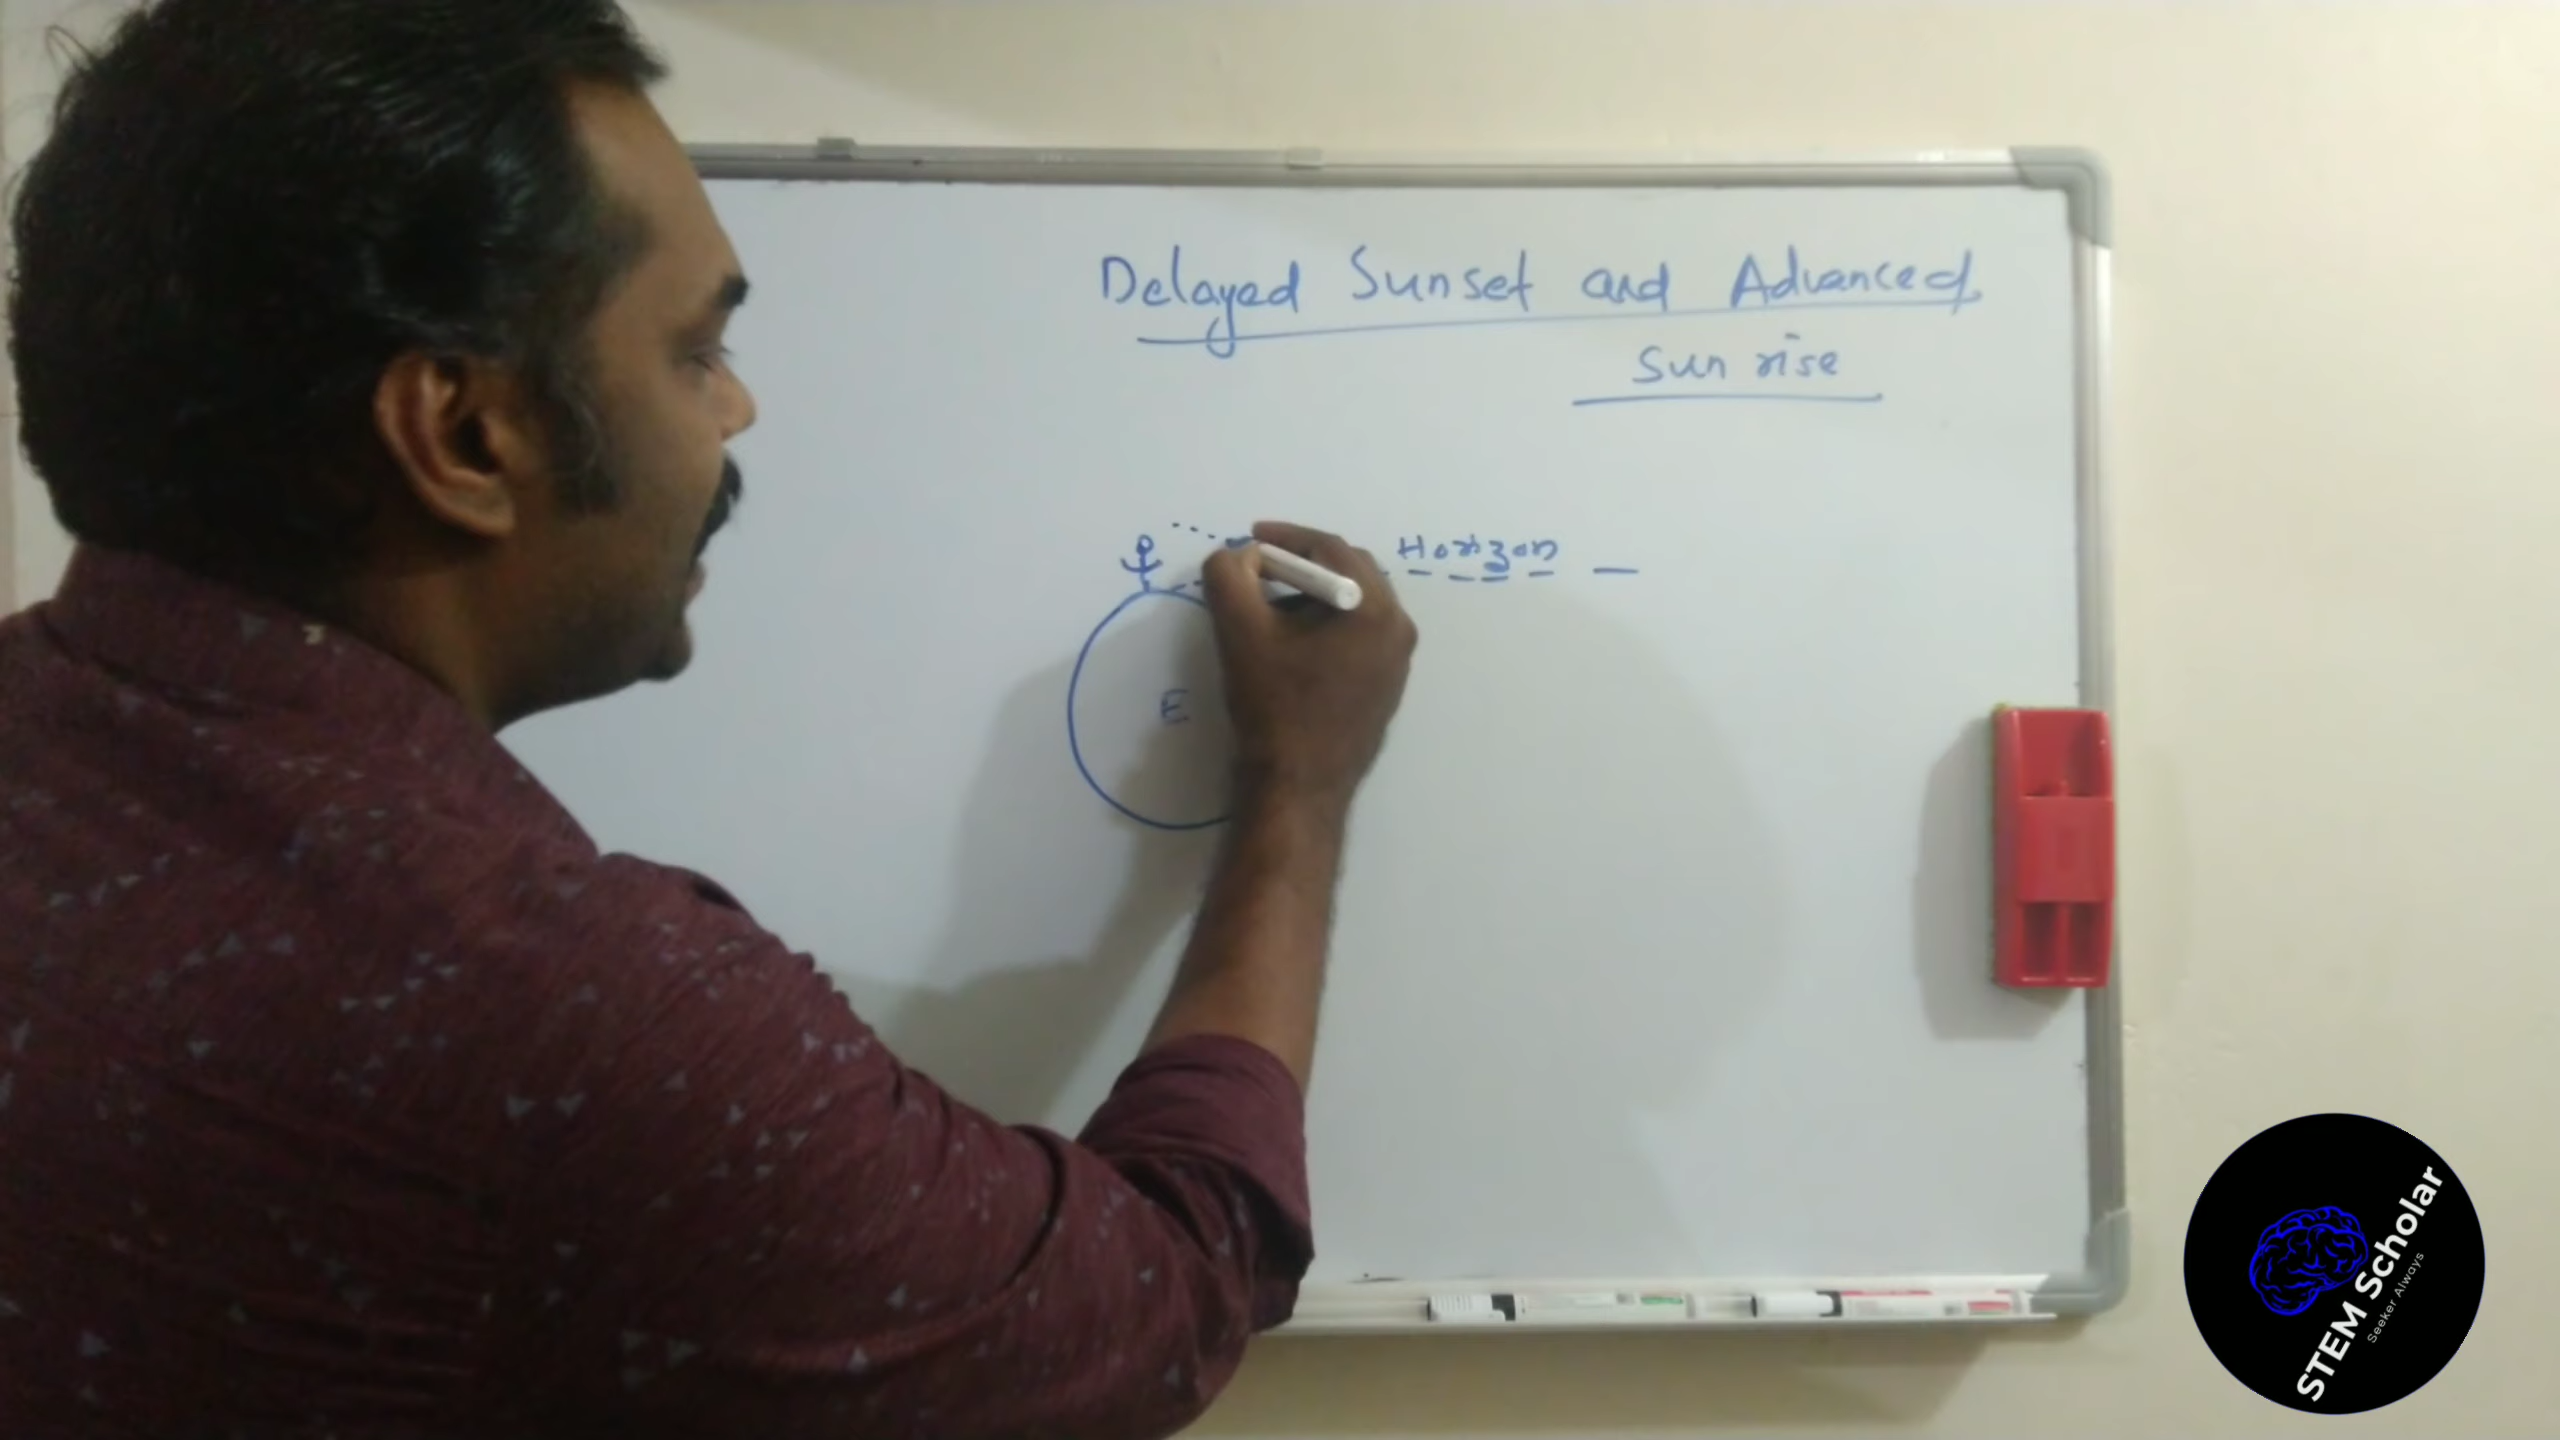 Delayed Sunset and Advanced
Sun rise
Horizon
E
STEM Scholar
Seeker Always